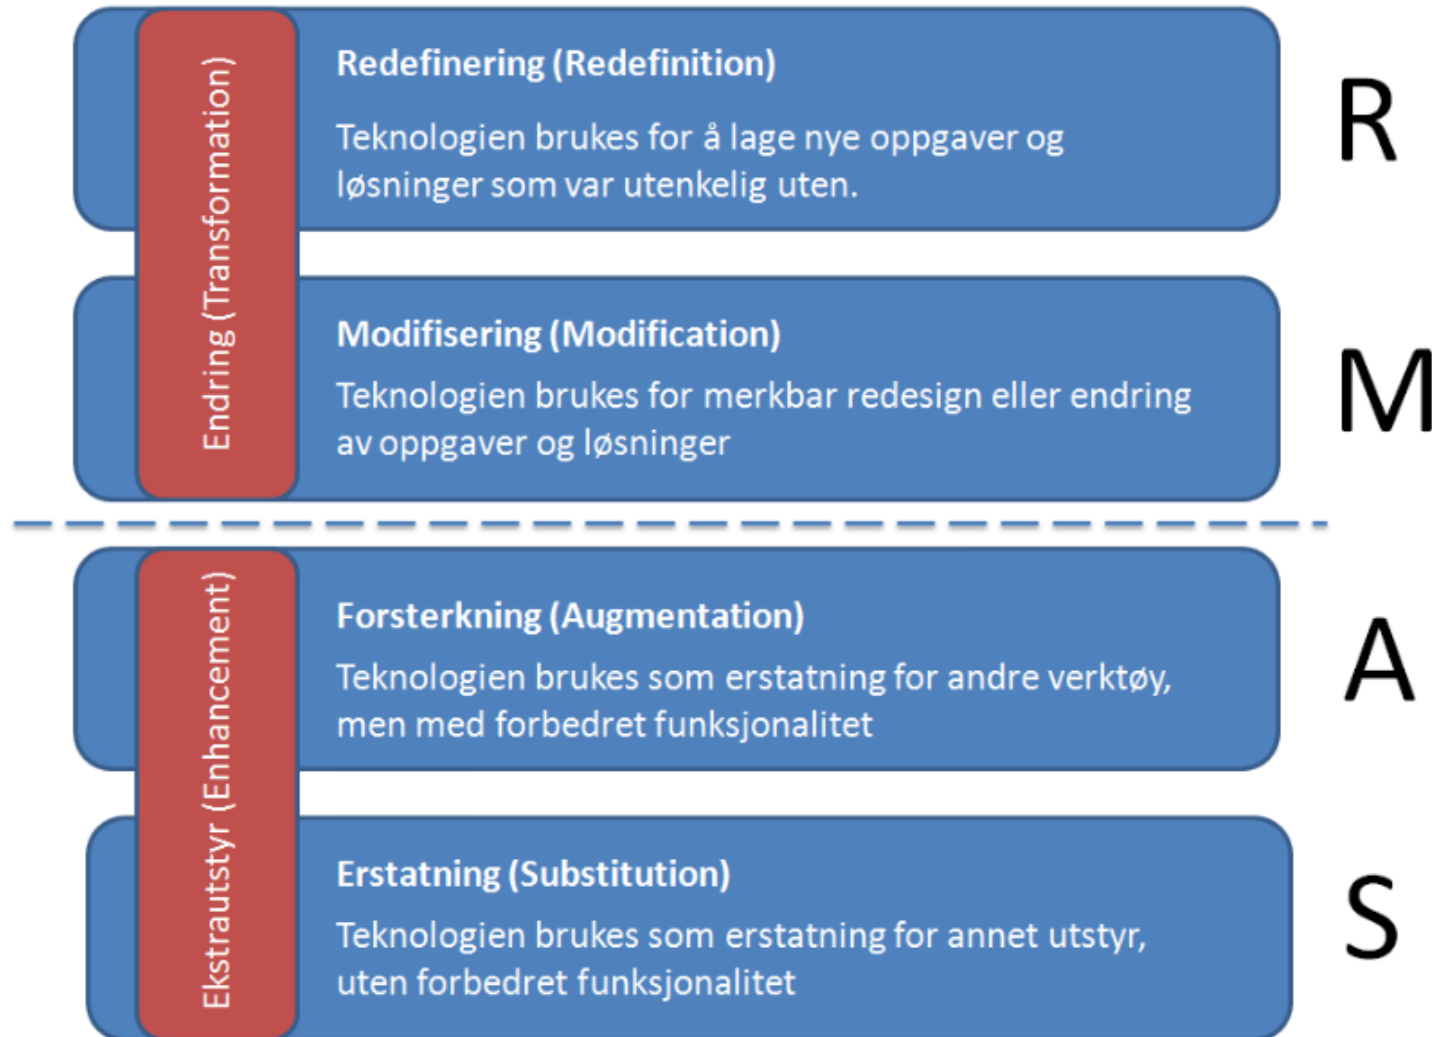 Endring (Transformation)
Redefinering (Redefinition)
Teknologien brukes for å lage nye oppgaver og
løsninger som var utenkelig uten.
R
Modifisering (Modification)
Teknologien brukes for merkbar redesign eller endring
av oppgaver og løsninger
M
Ekstrautstyr (Enhancement)
Forsterkning (Augmentation)
Teknologien brukes som erstatning for andre verktøy,
men med forbedret funksjonalitet
A
Erstatning (Substitution)
Teknologien brukes som erstatning for annet utstyr,
uten forbedret funksjonalitet
S